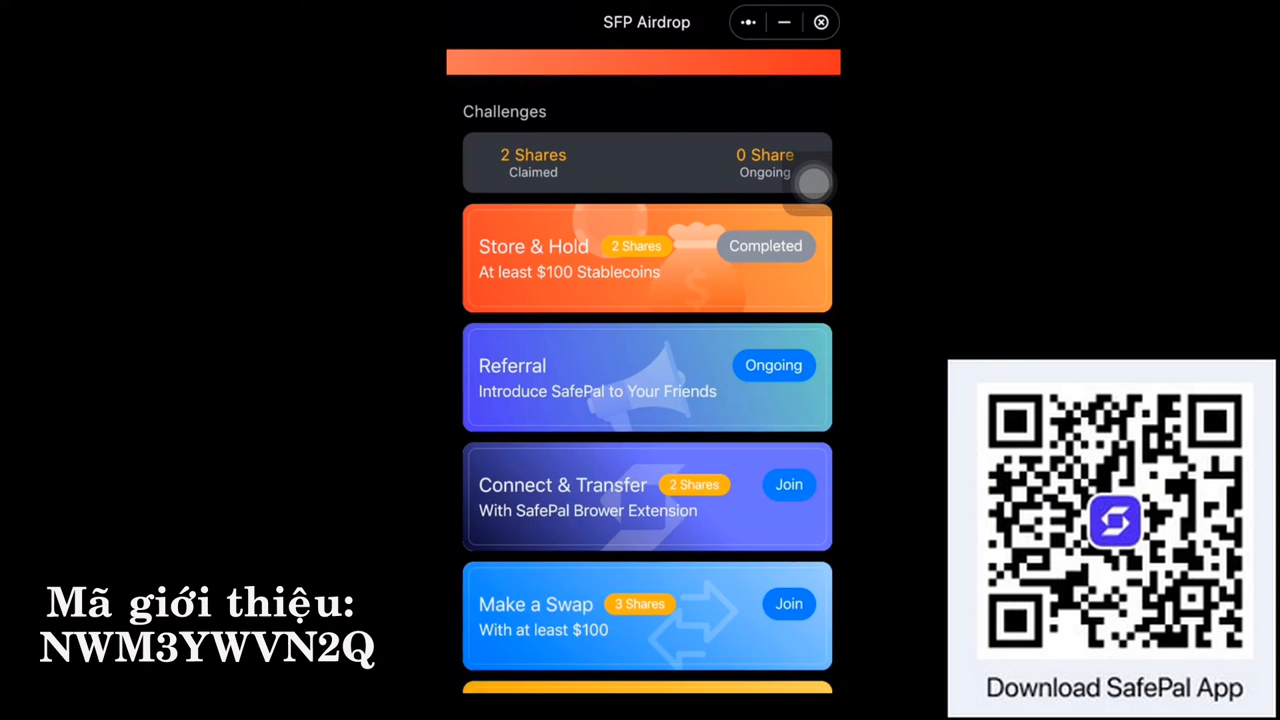 SFP Airdrop
Challenges
2 Shares
Claimed
0 Share
Ongoing
Store & Hold
2 Shares
Completed
At least $100 Stablecoins
Referral
Ongoing
Introduce SafePal to Your Friends
Connect & Transfer
2 Shares
Join
With SafePal Brower Extension
Make a Swap
3 Shares
Join
With at least $100
Mã giới thiệu:
NWM3YWVN2Q
Download SafePal App